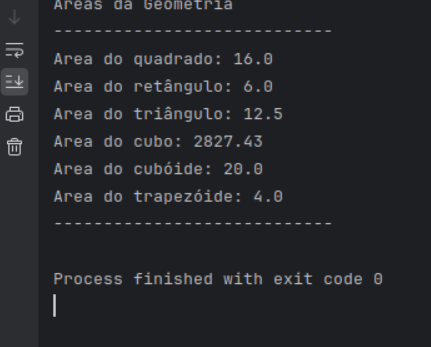 Areas da Geometria
----------------------------
Area do quadrado: 16.0
Area do retângulo: 6.0
Area do triângulo: 12.5
Area do cubo: 2827.43
Area do cubóide: 20.0
Area do trapezóide: 4.0
----------------------------
Process finished with exit code 0